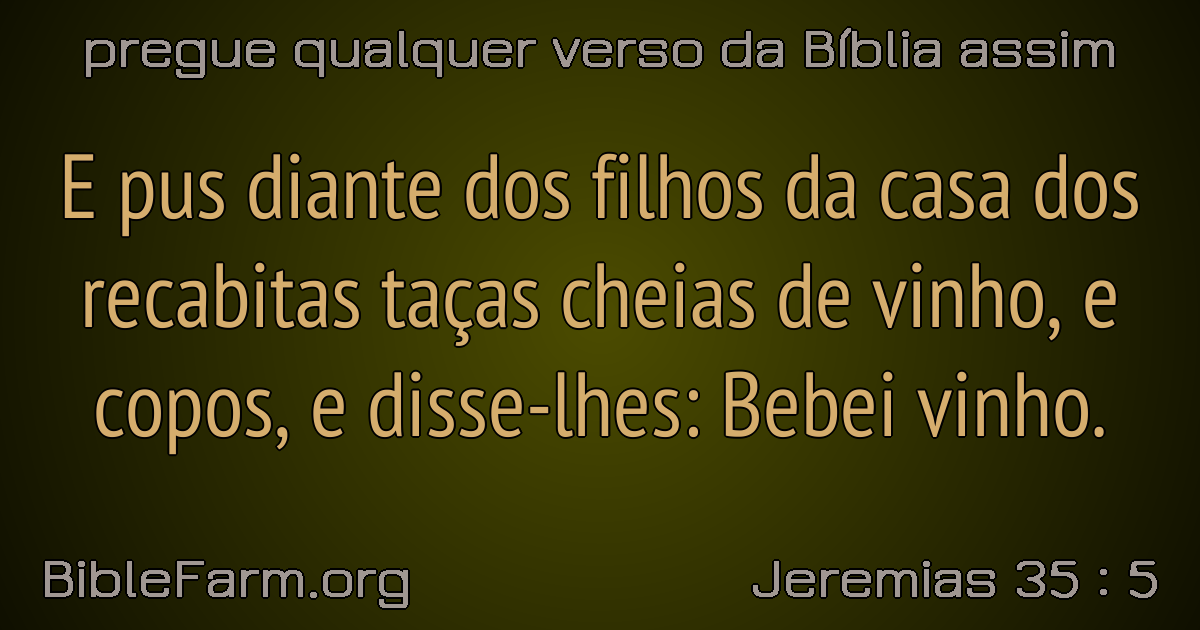 pregue qualquer verso da Bíblia assim
E pus diante dos filhos da casa dos
recabitas taças cheias de vinho, e
copos, e disse-lhes: Bebei vinho.
BibleFarm.org
Jeremias 35 : 5